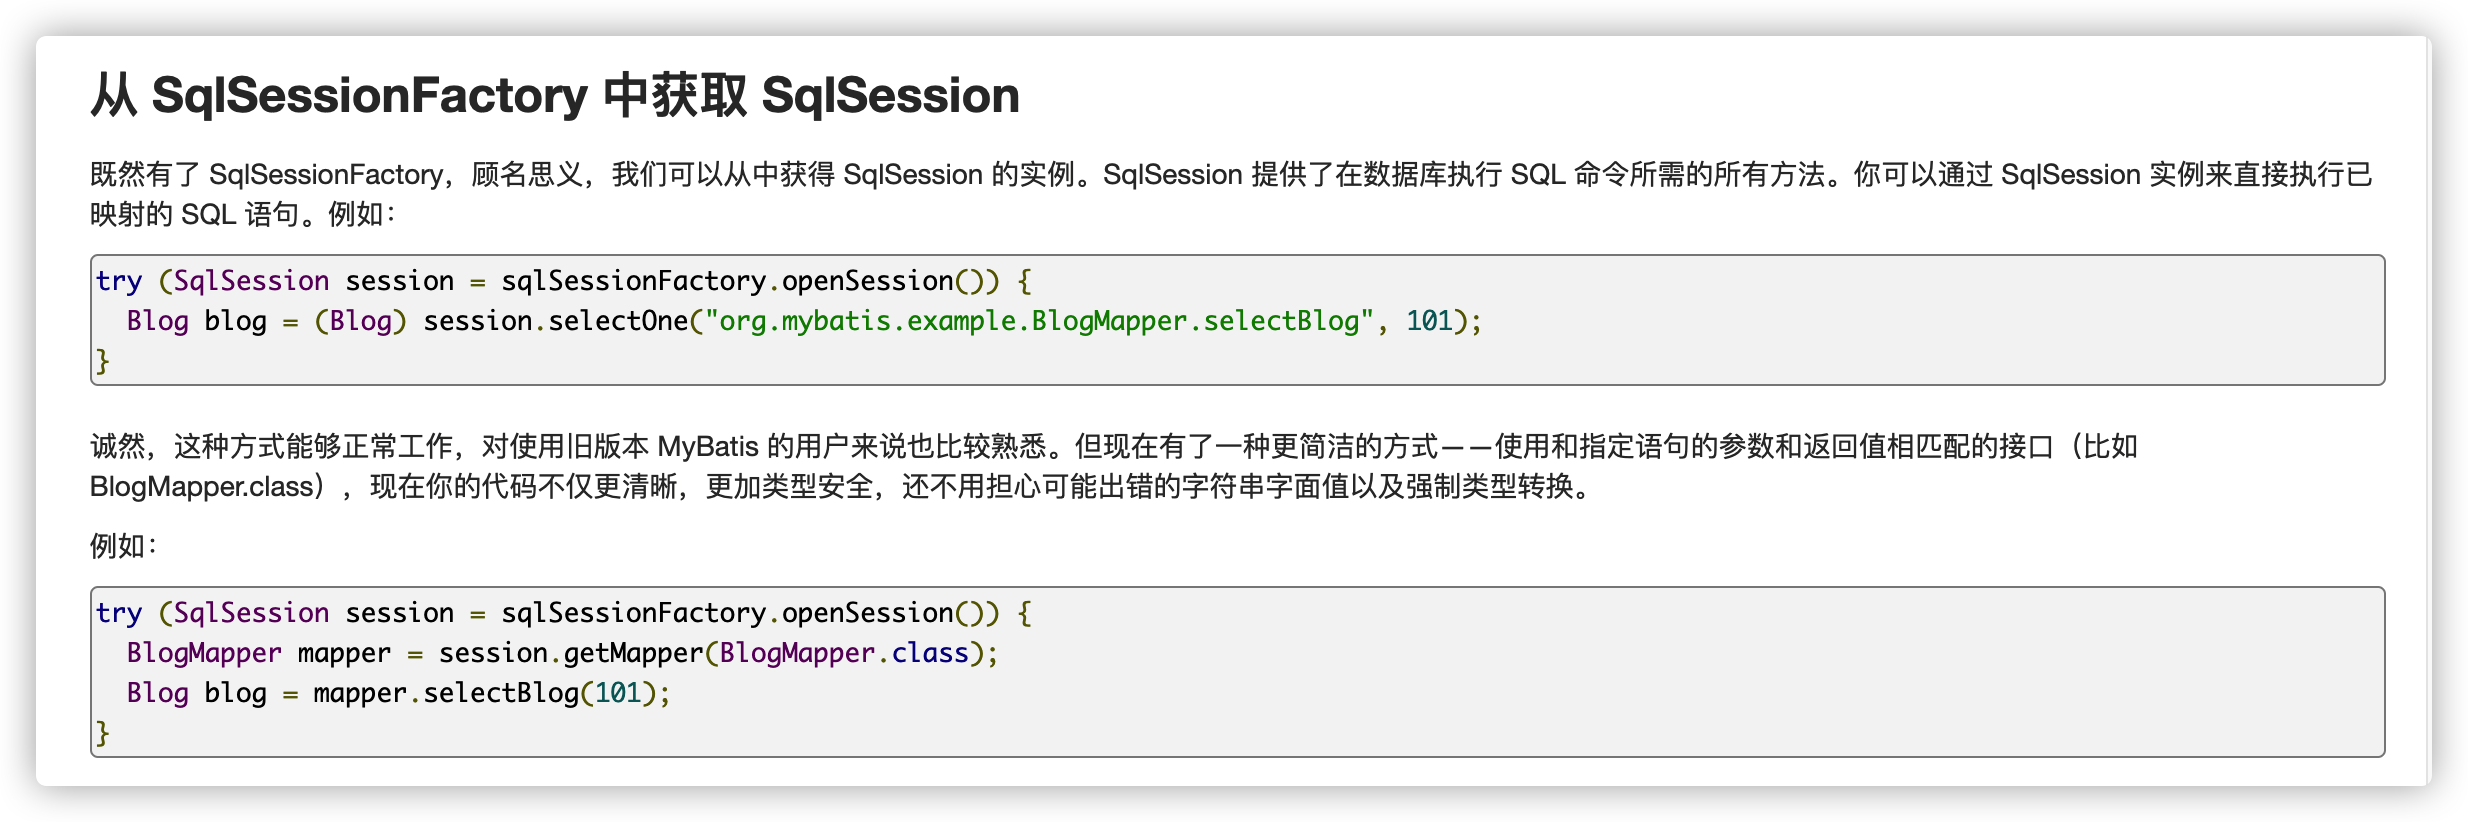 从 SqlSessionFactory 中获取 SqlSession
既然有了 SqlSessionFactory，顾名思义，我们可以从中获得 SqlSession 的实例。SqlSession 提供了在数据库执行 SQL 命令所需的所有方法。你可以通过 SqlSession 实例来直接执行已
映射的 SQL 语句。例如：
try (SqlSession session = sqlSessionFactory.openSession()) {
  Blog blog = (Blog) session.selectOne("org.mybatis.example.BlogMapper.selectBlog", 101);
}
诚然，这种方式能够正常工作，对使用旧版本 MyBatis 的用户来说也比较熟悉。但现在有了一种更简洁的方式——使用和指定语句的参数和返回值相匹配的接口（比如
BlogMapper.class），现在你的代码不仅更清晰，更加类型安全，还不用担心可能出错的字符串字面值以及强制类型转换。
例如：
try (SqlSession session = sqlSessionFactory.openSession()) {
  BlogMapper mapper = session.getMapper(BlogMapper.class);
  Blog blog = mapper.selectBlog(101);
}